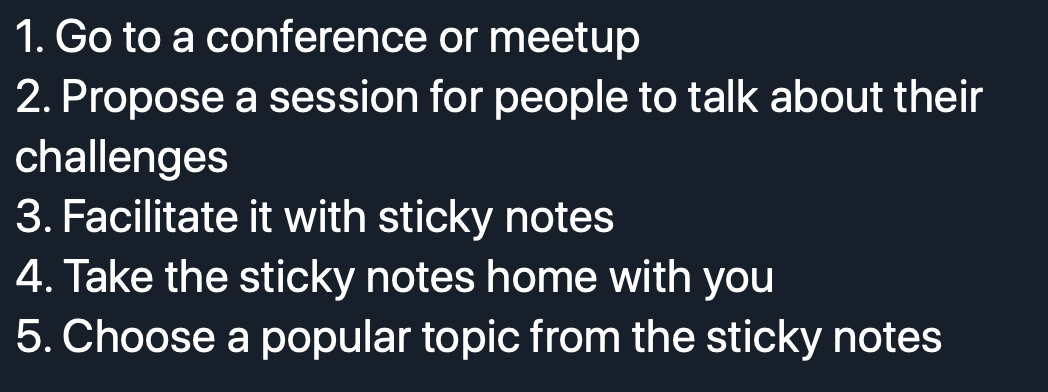 1. Go to a conference or meetup
2. Propose a session for people to talk about their
challenges
3. Facilitate it with sticky notes
4. Take the sticky notes home with you
5. Choose a popular topic from the sticky notes